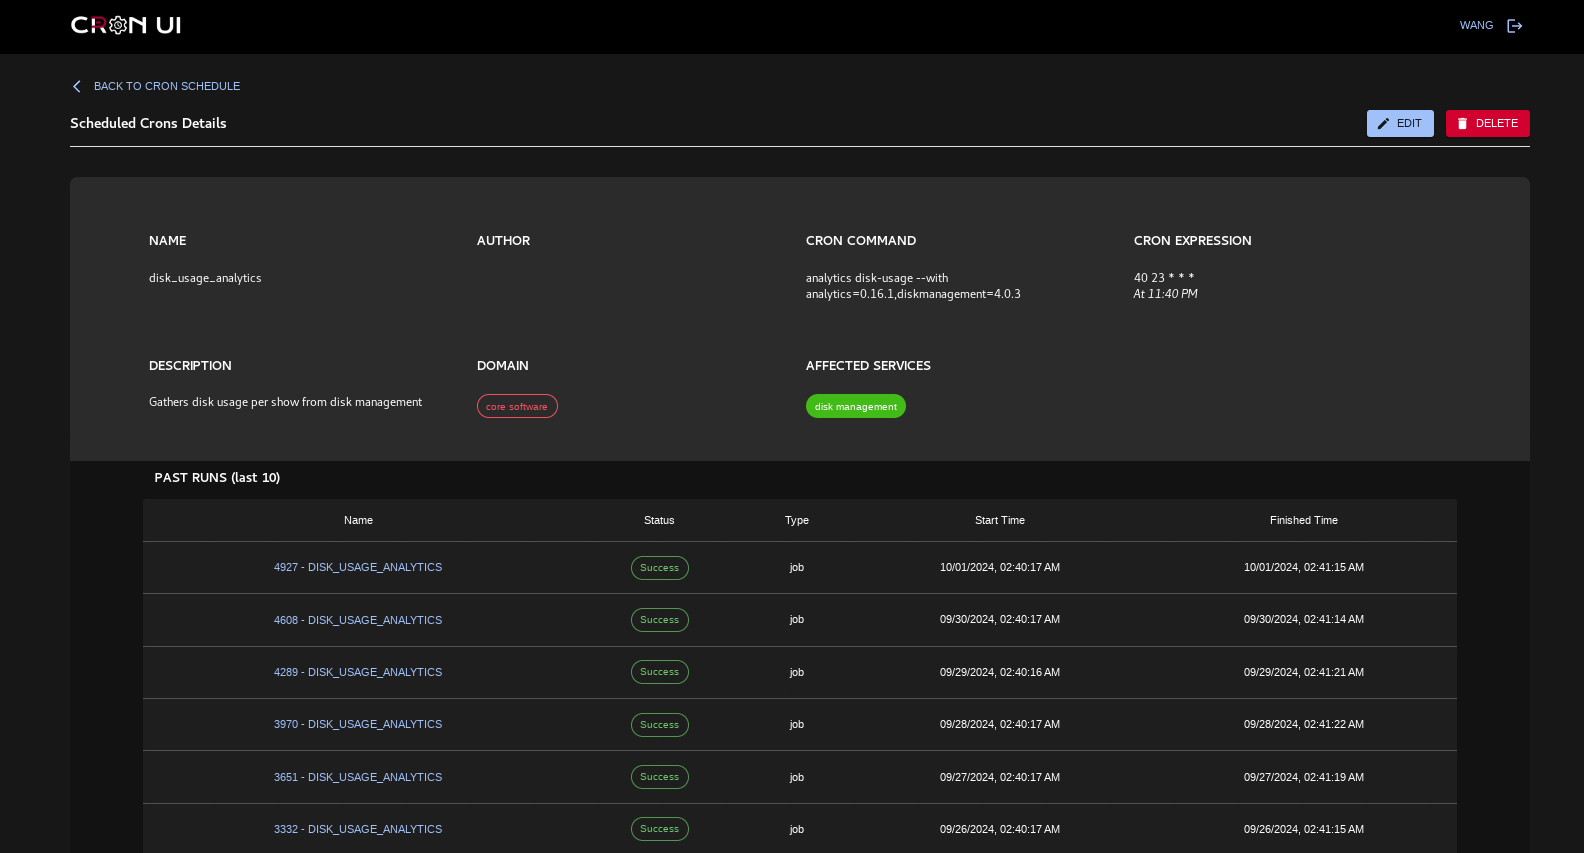 CRON UI
WANG
BACK TO CRON SCHEDULE
Scheduled Crons Details
EDIT
DELETE
NAME
AUTHOR
CRON COMMAND
CRON EXPRESSION
disk_usage_analytics
analytics disk-usage --with
analytics=0.16.1,diskmanagement=4.0.3
40 23 * * *
At 11:40 PM
DESCRIPTION
DOMAIN
AFFECTED SERVICES
Gathers disk usage per show from disk management
core software
disk management
PAST RUNS (last 10)
Name Status Type Start Time Finished Time
4927 - DISK_USAGE_ANALYTICS Success job 10/01/2024, 02:40:17 AM 10/01/2024, 02:41:15 AM
4608 - DISK_USAGE_ANALYTICS Success job 09/30/2024, 02:40:17 AM 09/30/2024, 02:41:14 AM
4289 - DISK_USAGE_ANALYTICS Success job 09/29/2024, 02:40:16 AM 09/29/2024, 02:41:21 AM
3970 - DISK_USAGE_ANALYTICS Success job 09/28/2024, 02:40:17 AM 09/28/2024, 02:41:22 AM
3651 - DISK_USAGE_ANALYTICS Success job 09/27/2024, 02:40:17 AM 09/27/2024, 02:41:19 AM
3332 - DISK_USAGE_ANALYTICS Success job 09/26/2024, 02:40:17 AM 09/26/2024, 02:41:15 AM